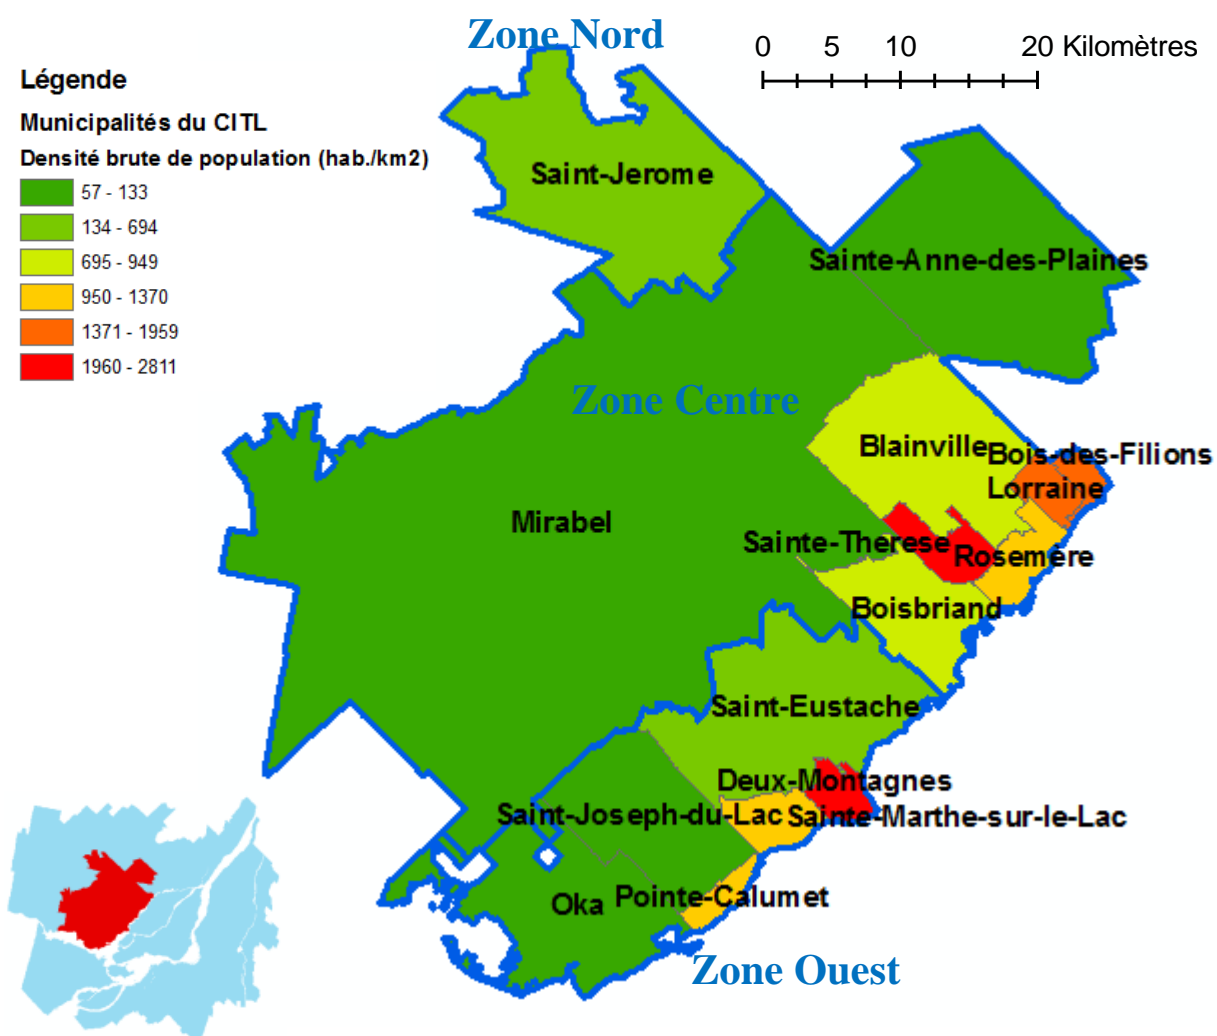 Zone Nord
0 5 10 20 Kilomètres
Légende
Municipalités du CITL
Densité brute de population (hab./km2)
57 - 133
134 - 694
695 - 949
950 - 1370
1371 - 1959
1960 - 2811
Saint-Jerome
Sainte-Anne-des-Plaines
Zone Centre
Blainville
Bois-des-Filions
Lorraine
Mirabel
Sainte-Therese
Rosemere
Boisbriand
Saint-Eustache
Deux-Montagnes
Saint-Joseph-du-Lac
Sainte-Marthe-sur-le-Lac
Pointe-Calumet
Oka
Zone Ouest